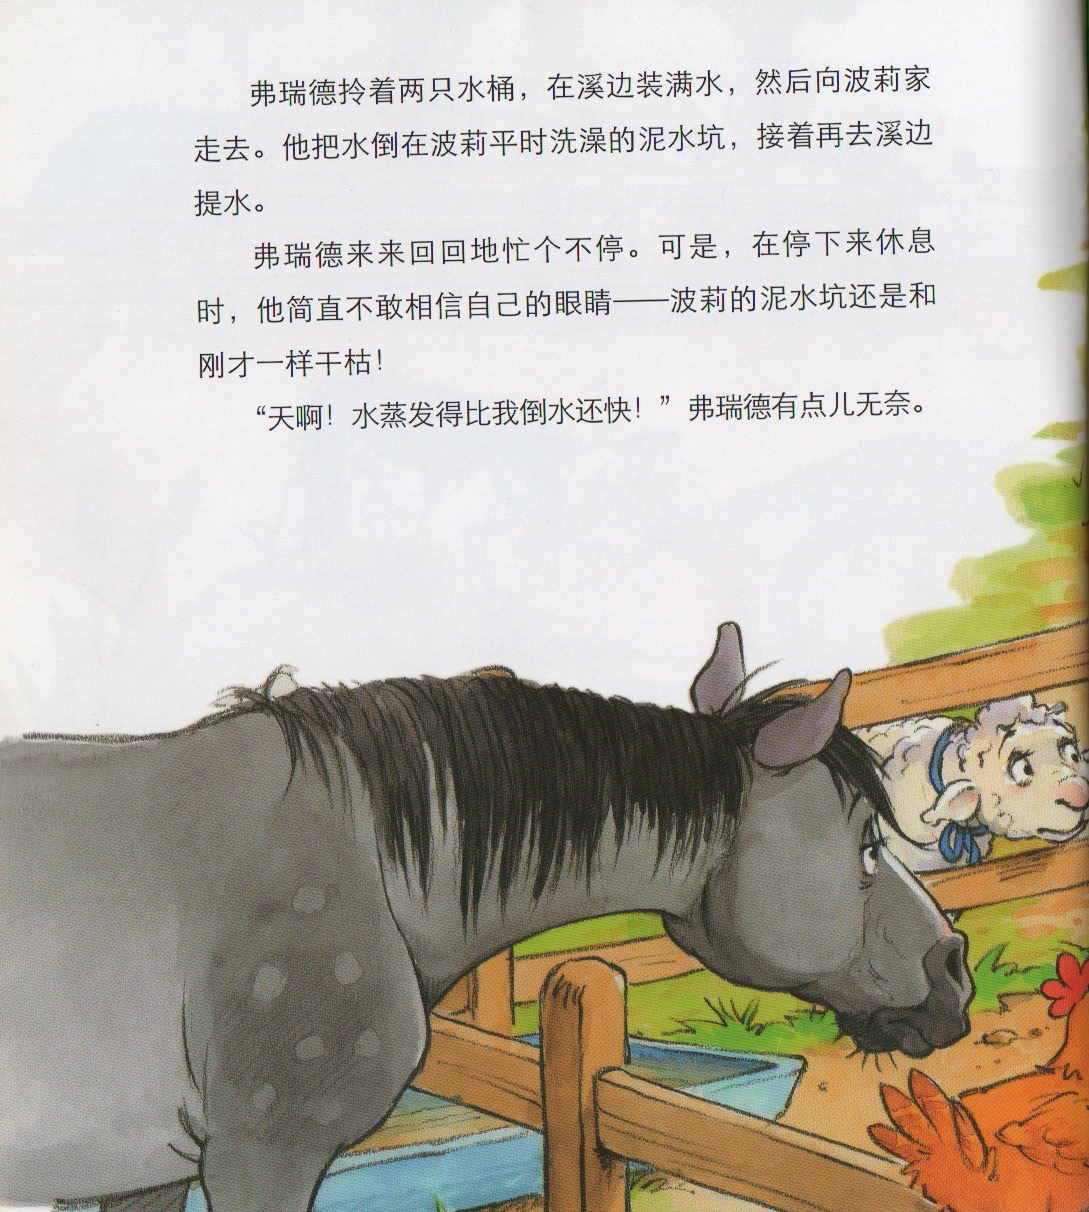 弗瑞德拎着两只水桶，在溪边装满水，然后向波莉家
走去。他把水倒在波莉平时洗澡的泥水坑，接着再去溪边
提水。
弗瑞德来来回回地忙个不停。可是，在停下来休息
时，他简直不敢相信自己的眼睛——波莉的泥水坑还是和
刚才一样干枯！
“天啊！水蒸发得比我倒水还快！”弗瑞德有点儿无奈。